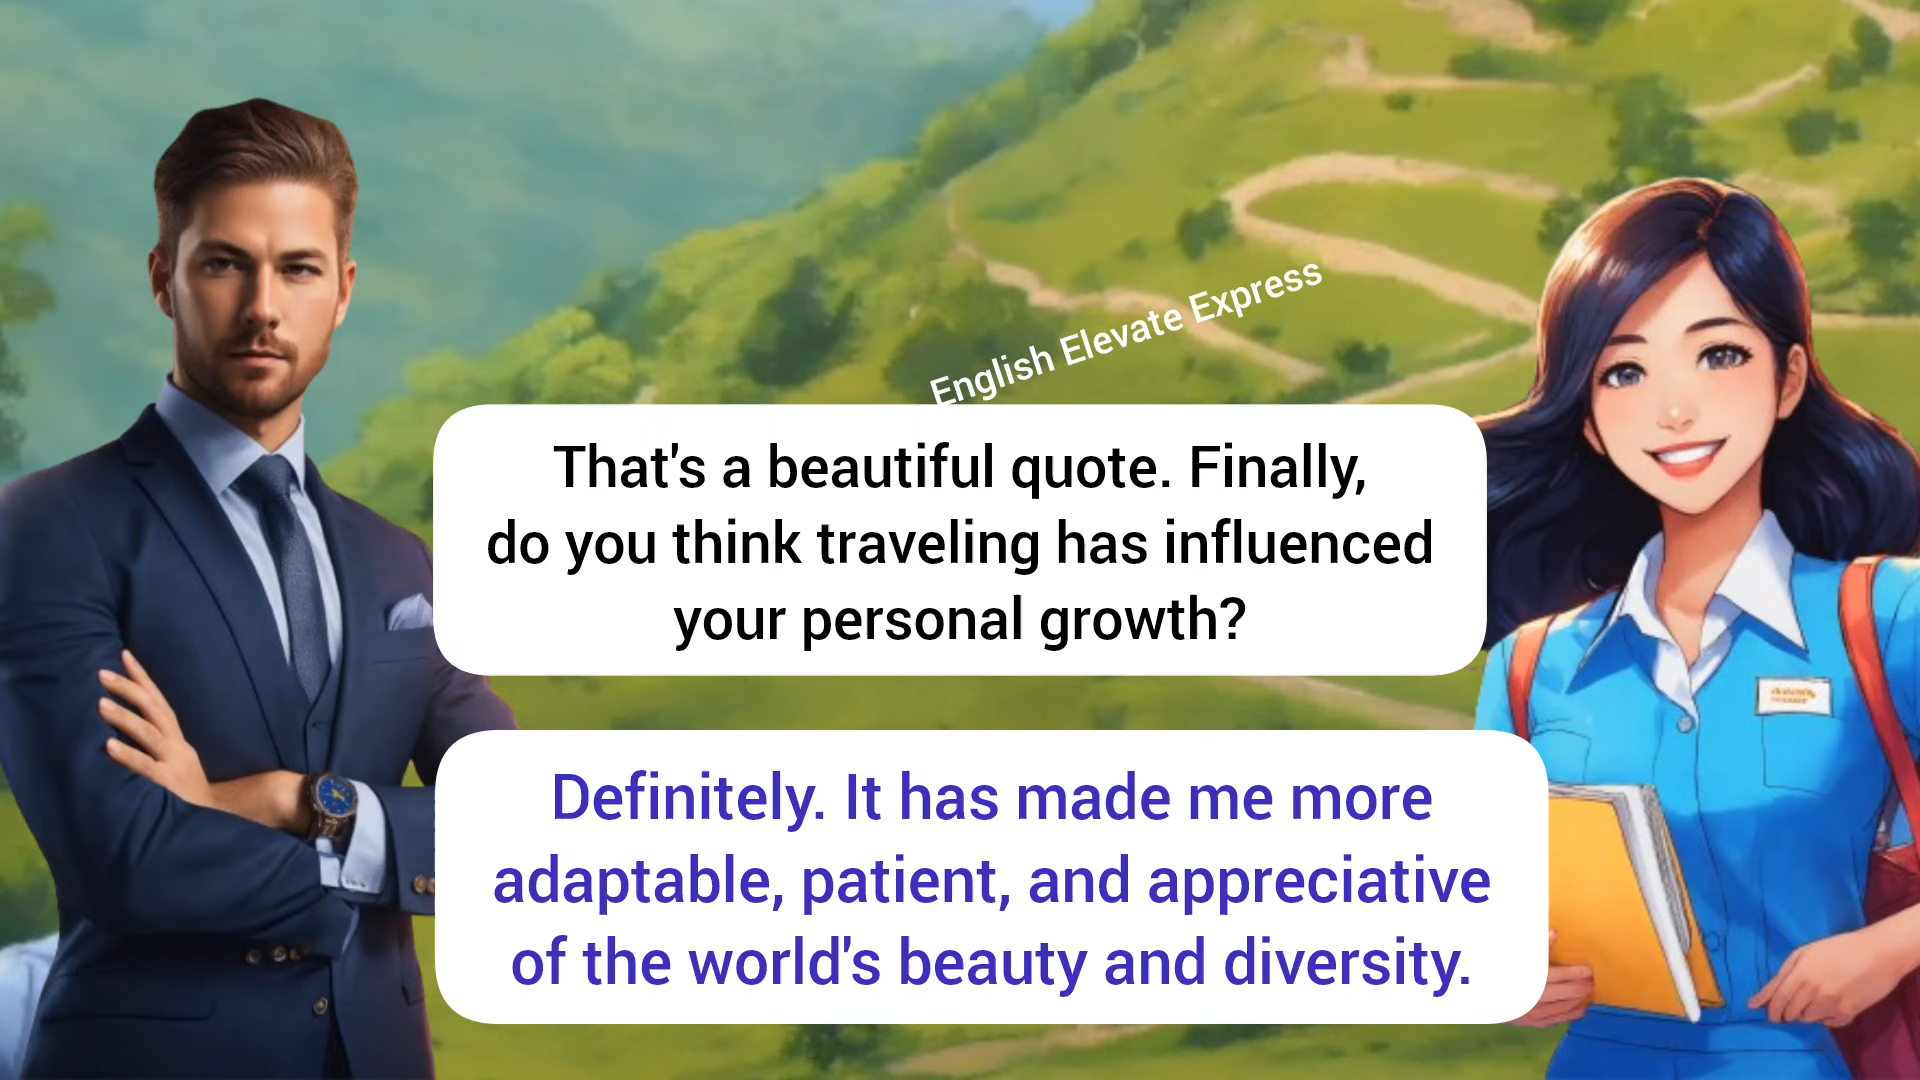 English Elevate Express
That's a beautiful quote. Finally,
do you think traveling has influenced
your personal growth?
Definitely. It has made me more
adaptable, patient, and appreciative
of the world's beauty and diversity.